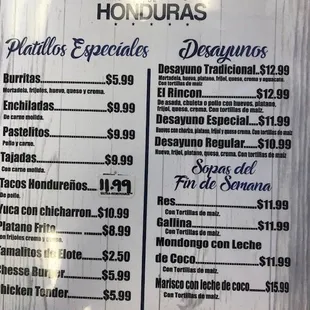 HONDURAS
Platillos Especiales
Burritas...$5.99
Mortadela, frijoles, huevo, queso y crema.
Enchiladas...$9.99
De carne molida.
Pastelitos...$9.99
Pollo y carne.
Tajadas...$9.99
Con carne molida.
Tacos Hondureños...11.99
De pollo.
Yuca con chicharron...$10.99
Platano Frito...$8.99
Con frijoles crema y carne.
Tamalitos de Elote...$2.50
Chesse Burger...$5.99
Chicken Tender...$5.99
Desayunos
Desayuno Tradicional..$12.99
Mortadela, huevo, platano, frijol, queso, crema y aguacate.
Con tortillas de maiz
El Rincon...$12.99
De asada, chuleta o pollo con huevos, platano,
frijol, queso, crema. Con tortillas de maiz
Desayuno Especial...$11.99
Huevos con chorizo, platano, frijol y queso crema. Con tortillas de maiz
Desayuno Regular...$10.99
Huevo, frijol, platano, queso y crema. Con tortillas de maiz
Sopas del
Fin de Semana
Res...$11.99
Con Tortillas de maiz.
Gallina...$11.99
Con Tortillas de maiz.
Mondongo con Leche
de Coco...$11.99
Con Tortillas de maiz.
Marisco con leche de coco...$15.99
Con Tortillas de maiz.